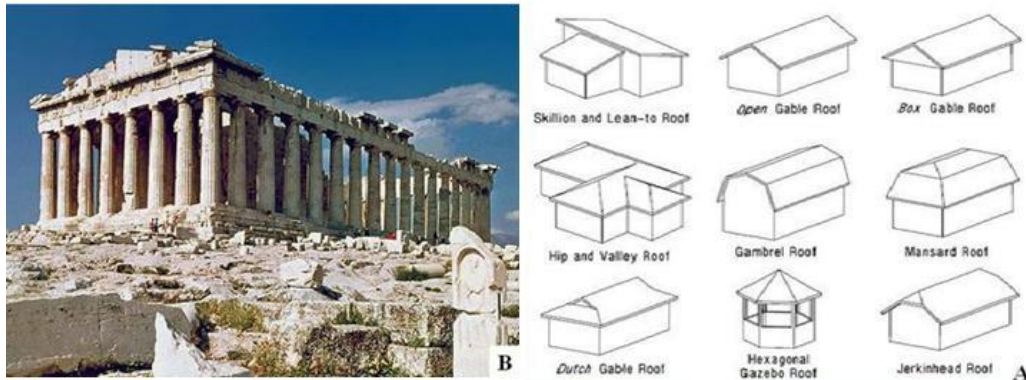 Skillion and Lean-to Roof
Open Gable Roof
Box Gable Roof
Hip and Valley Roof
Gambrel Roof
Mansard Roof
Dutch Gable Roof
Hexagonal
Gazebo Roof
Jerkinhead Roof
B
A